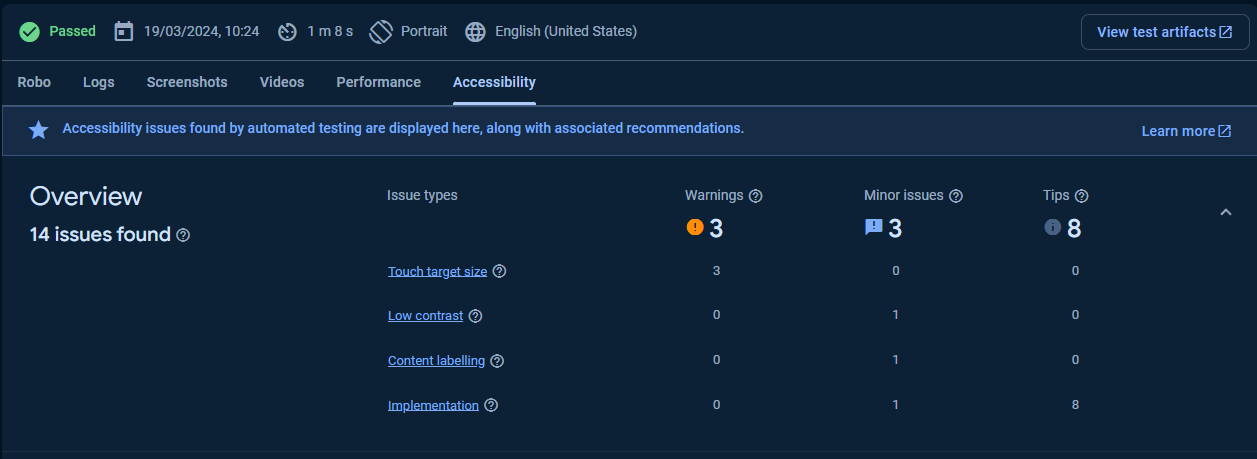 Passed 19/03/2024, 10:24 1 m 8 s Portrait English (United States) View test artifacts
Robo Logs Screenshots Videos Performance Accessibility
Accessibility issues found by automated testing are displayed here, along with associated recommendations. Learn more
Overview Issue types Warnings Minor issues Tips
14 issues found 3 3 8
Touch target size 3 0 0
Low contrast 0 1 0
Content labelling 0 1 0
Implementation 0 1 8